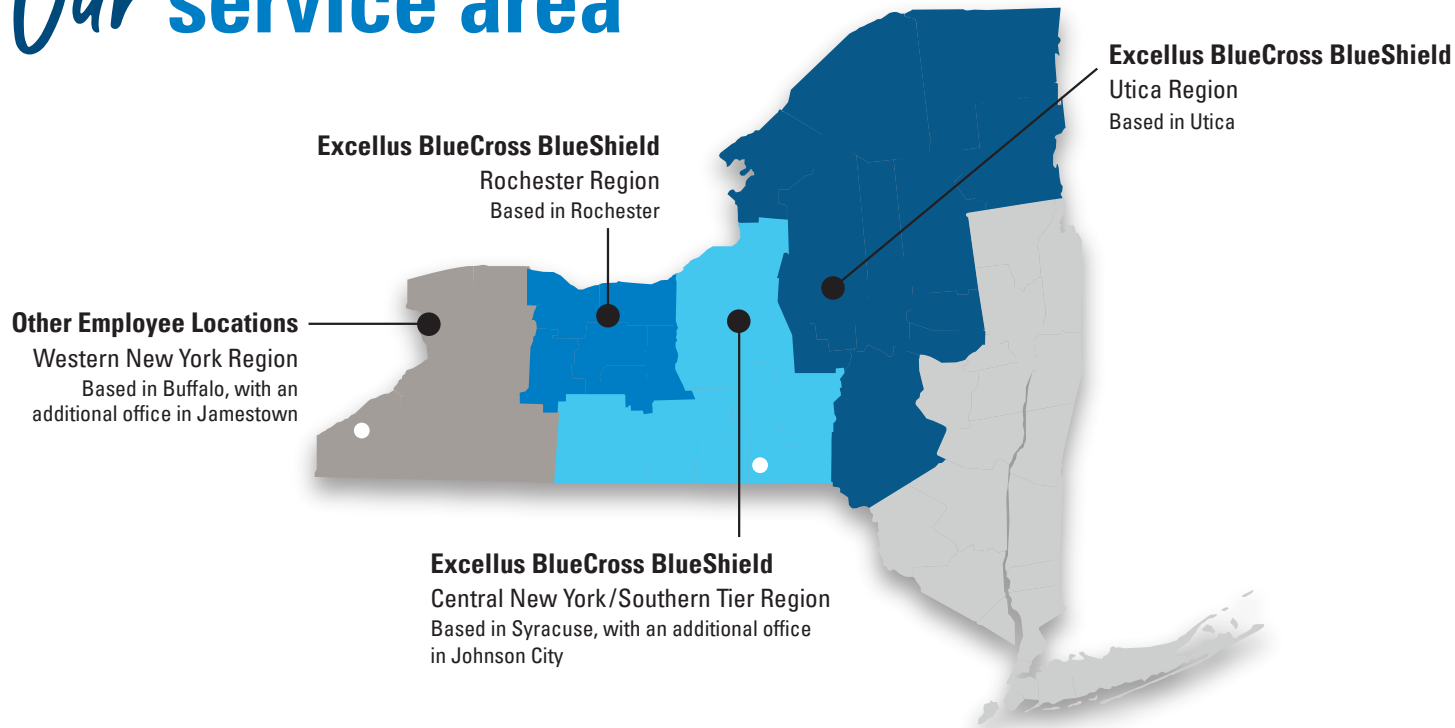 Our service area
Excellus BlueCross BlueShield
Utica Region
Based in Utica
Excellus BlueCross BlueShield
Rochester Region
Based in Rochester
Other Employee Locations
Western New York Region
Based in Buffalo, with an
additional office in Jamestown
Excellus BlueCross BlueShield
Central New York/Southern Tier Region
Based in Syracuse, with an additional office
in Johnson City